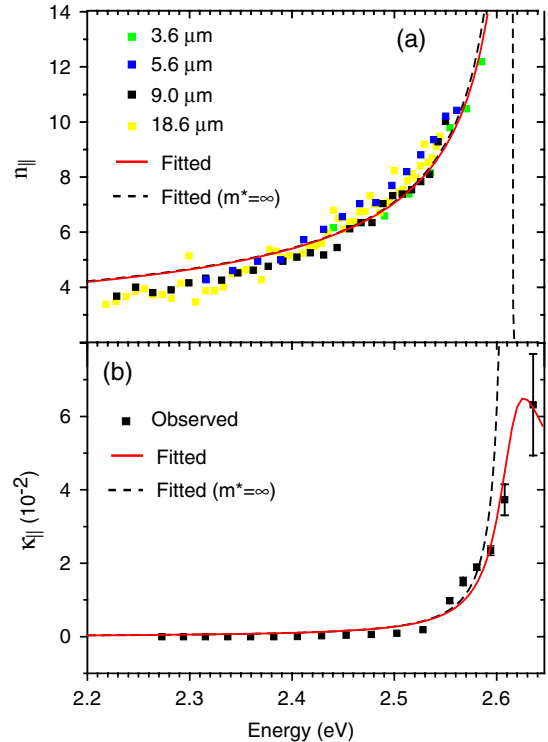 14
12
10
8
6
4
n∥
(a)
3.6 μm
5.6 μm
9.0 μm
18.6 μm
Fitted
Fitted (m*=∞)
(b)
6
4
2
0
κ∥ (10⁻²)
Observed
Fitted
Fitted (m*=∞)
2.2 2.3 2.4 2.5 2.6
Energy (eV)